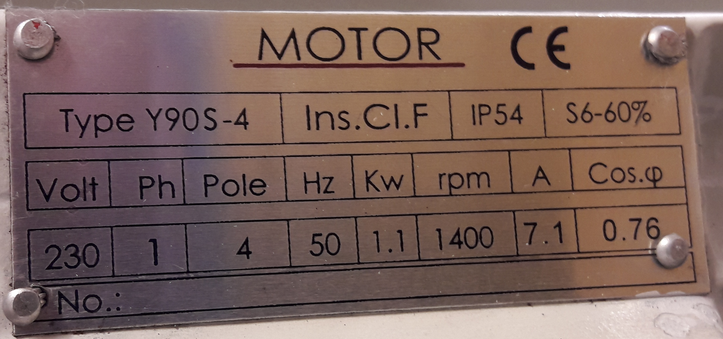 MOTOR CE
Type Y90S-4 Ins.Cl.F IP54 S6-60%
Volt Ph Pole Hz Kw rpm A Cos.φ
230 1 4 50 1.1 1400 7.1 0.76
No.: